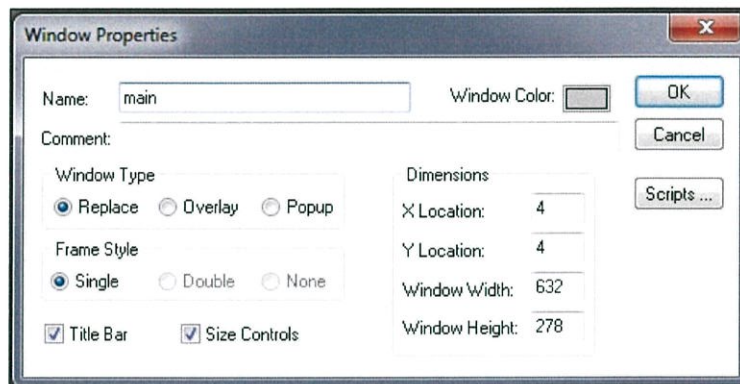 Window Properties
Name: main Window Color: OK
Comment: Cancel
Window Type Dimensions Scripts ...
Replace Overlay Popup X Location: 4
Frame Style Y Location: 4
Single Double None Window Width: 632
Title Bar Size Controls Window Height: 278